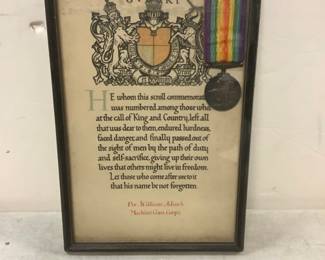 HE whom this scroll commemorates
was numbered among those who
at the call of King and Country, left all
that was dear to them, endured hardness,
faced danger, and finally passed out of
the sight of men by the path of duty
and self-sacrifice, giving up their own
lives that others might live in freedom.
Let those who come after see to it
that his name be not forgotten.
Pte. William
Machine Gun Corps